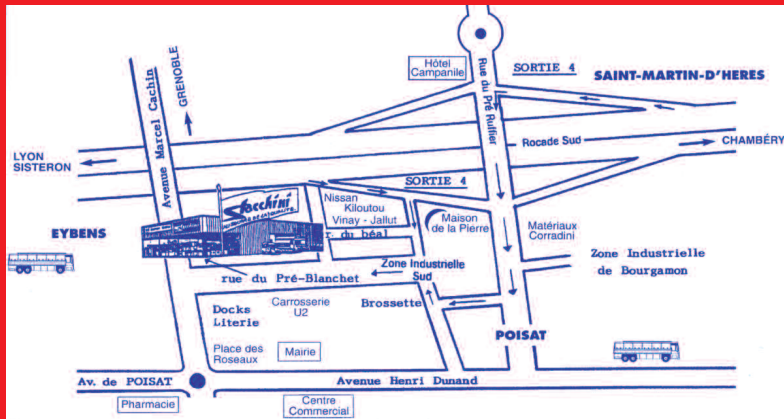 Hôtel
Campanile
SORTIE 4
SAINT-MARTIN-D'HERES
GRENOBLE
Avenue Marcel Cachin
Rue du Pré Ruffier
Rocade Sud
CHAMBÉRY
LYON
SISTERON
SORTIE 4
Stacchini
Nissan
Kiloutou
Vinay - Jallut
r. du béal
Maison
de la Pierre
Matériaux
Corradini
EYBENS
Zone Industrielle
de Bourgamon
Zone Industrielle
Sud
rue du Pré-Blanchet
Carrosserie
U2
Brossette
Docks
Literie
POISAT
Place des
Roseaux
Mairie
Av. de POISAT
Avenue Henri Dunand
Pharmacie
Centre
Commercial